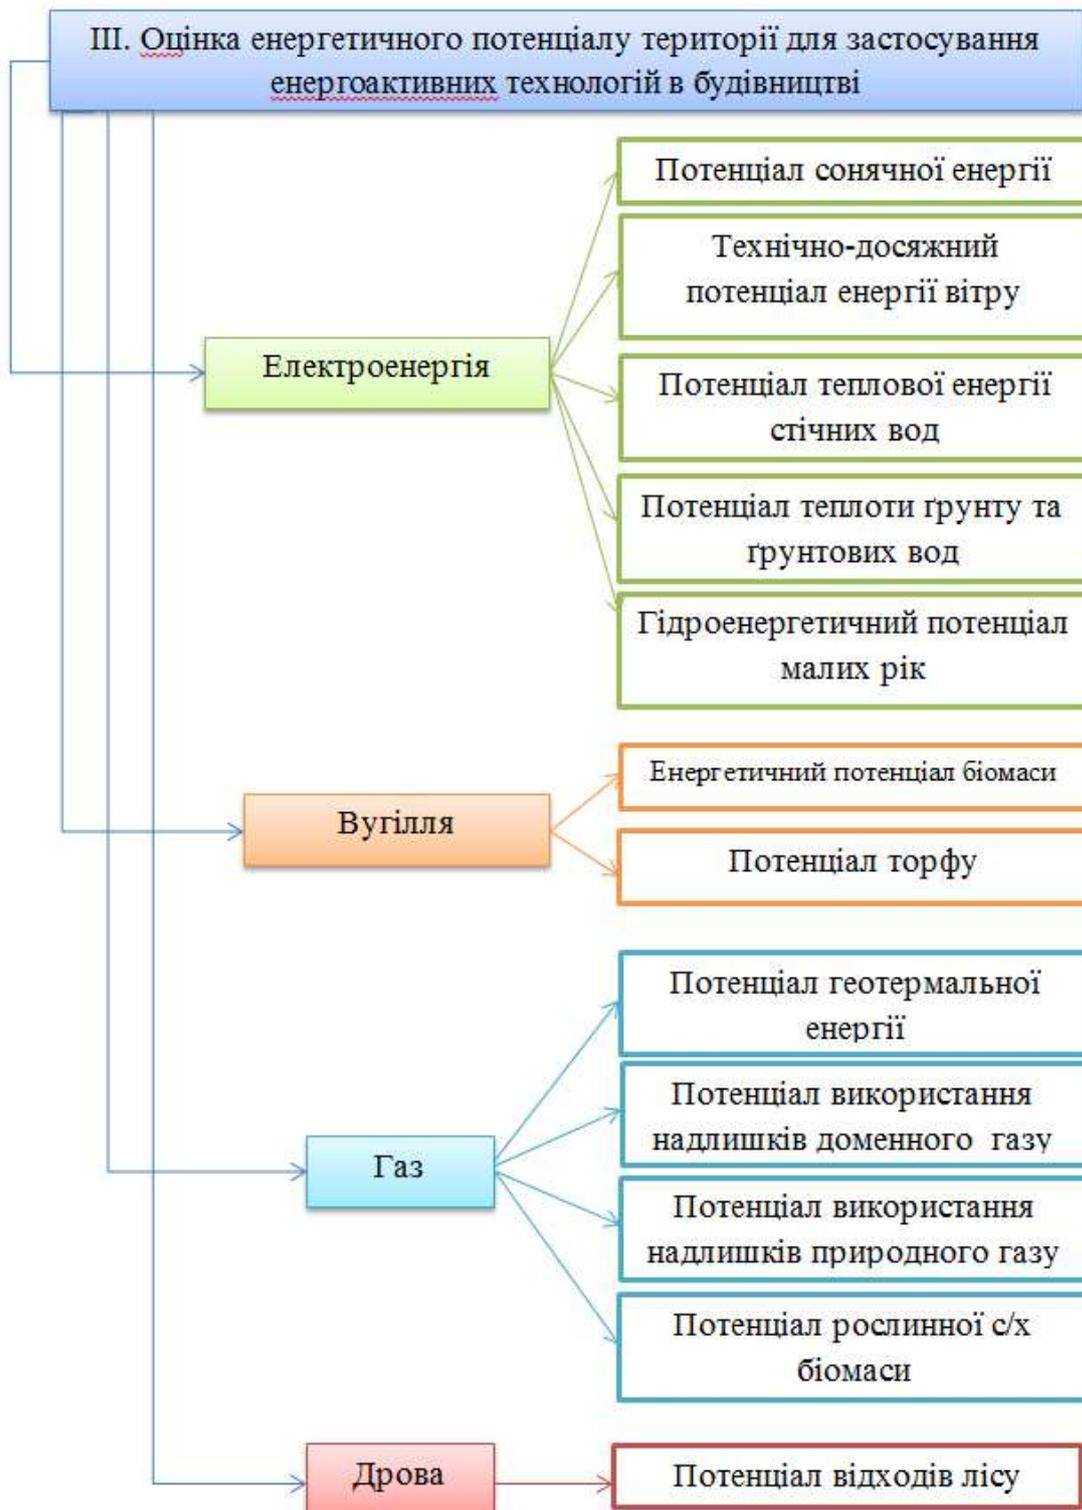 III. Оцінка енергетичного потенціалу території для застосування
енергоактивних технологій в будівництві
Потенціал сонячної енергії
Технічно-досяжний
потенціал енергії вітру
Електроенергія
Потенціал теплової енергії
стічних вод
Потенціал теплоти ґрунту та
ґрунтових вод
Гідроенергетичний потенціал
малих рік
Енергетичний потенціал біомаси
Вугілля
Потенціал торфу
Потенціал геотермальної
енергії
Потенціал використання
надлишків доменного газу
Газ
Потенціал використання
надлишків природного газу
Потенціал рослинної с/х
біомаси
Дрова
Потенціал відходів лісу